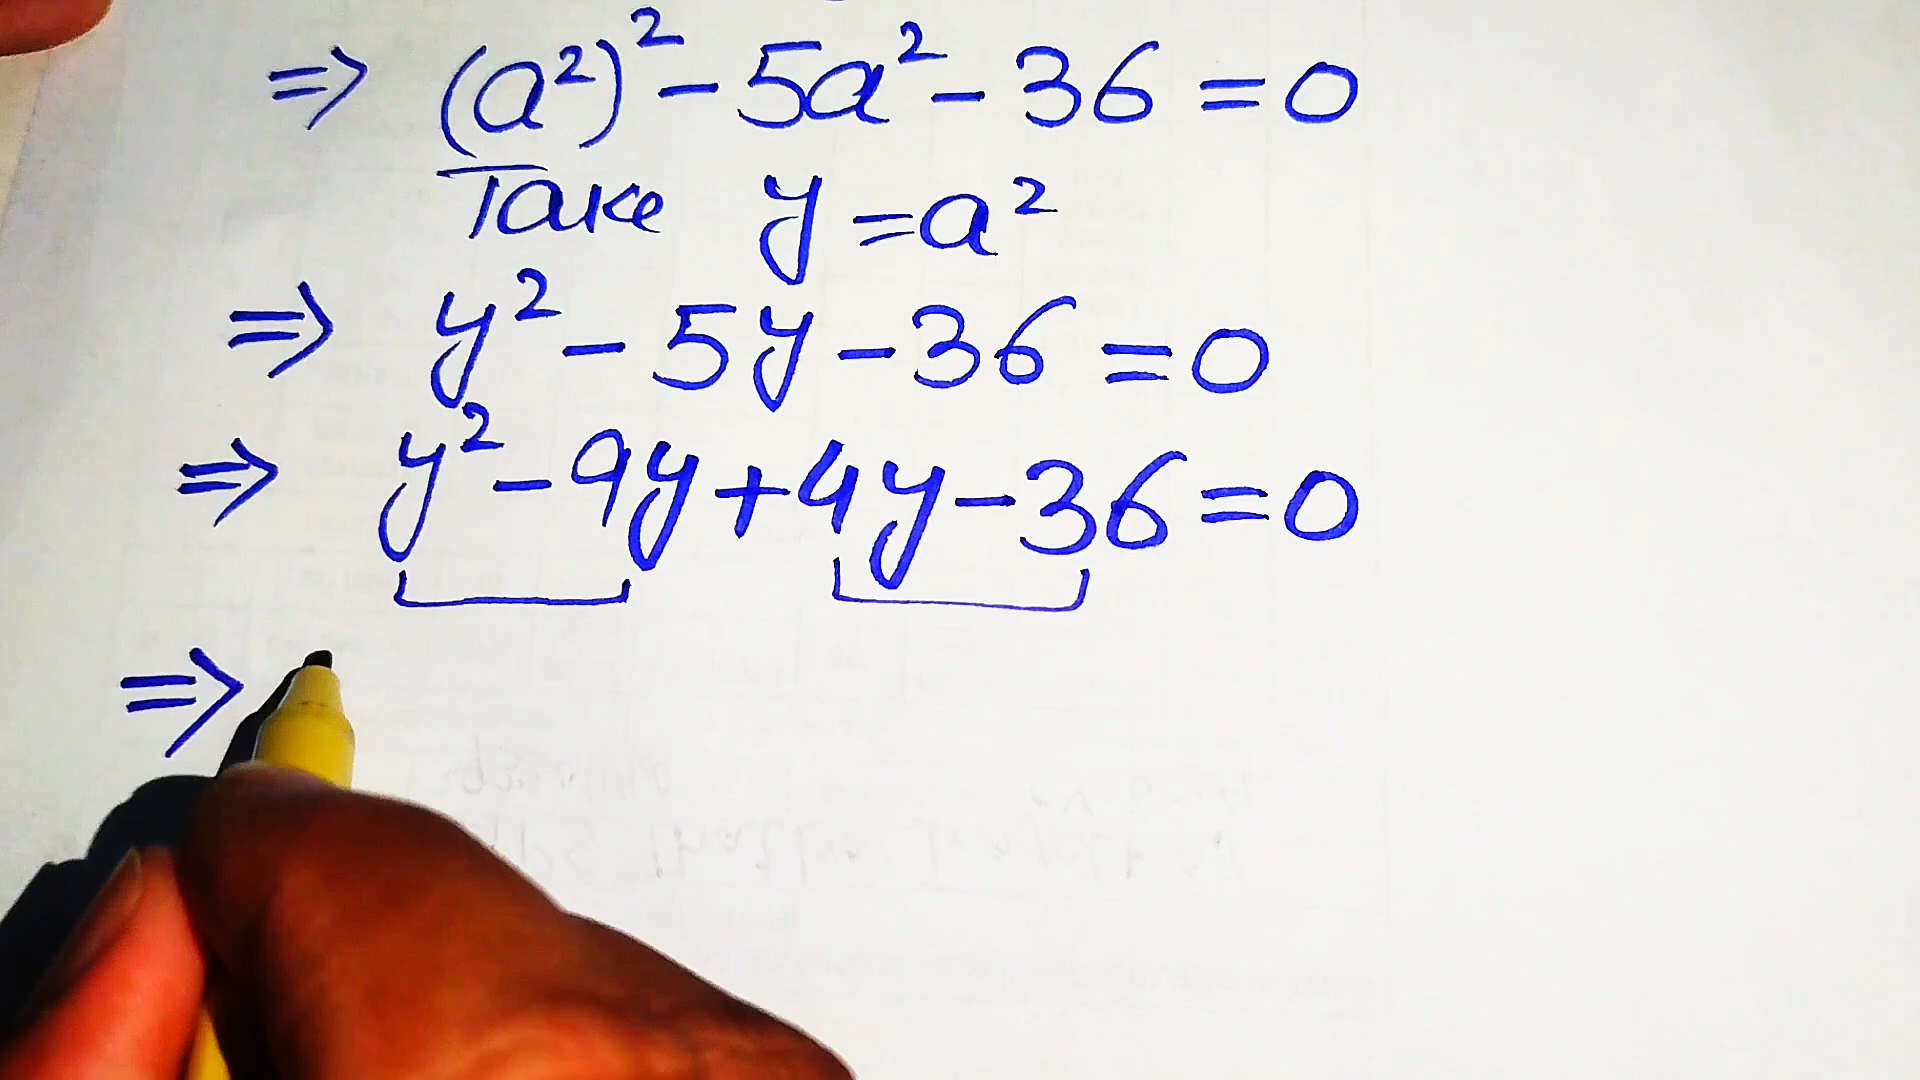 ⇒ (a²)² - 5a² - 36 = 0
Take y = a²
⇒ y² - 5y - 36 = 0
⇒ y² - 9y + 4y - 36 = 0
⇒